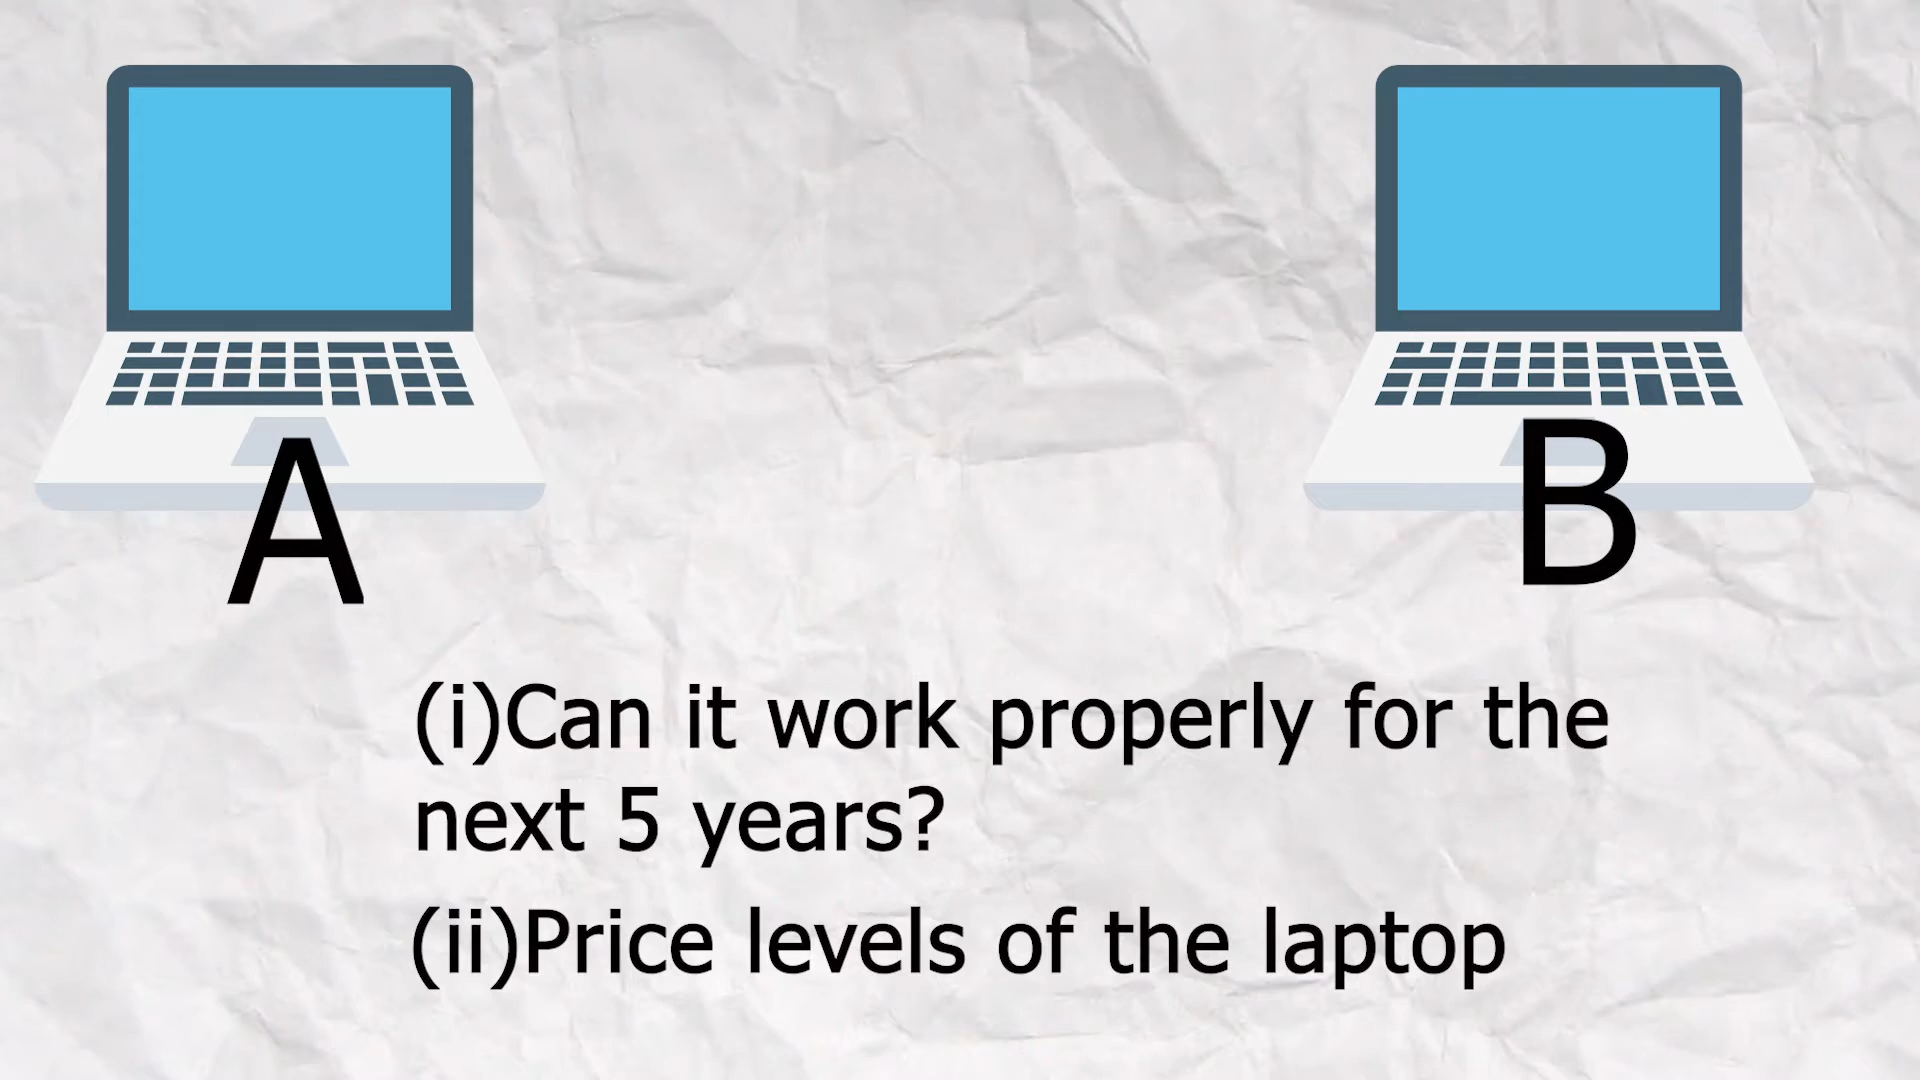 A
B
(i)Can it work properly for the
next 5 years?
(ii)Price levels of the laptop